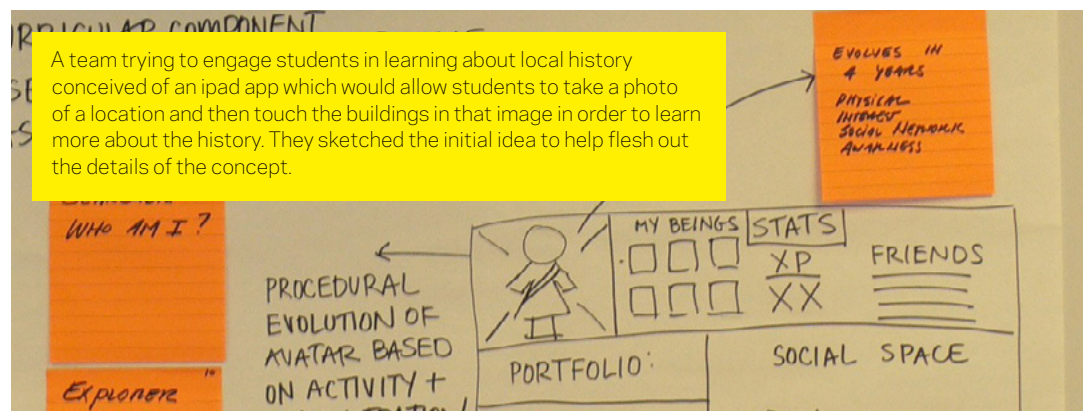 CURRICULAR COMPONENT
A team trying to engage students in learning about local history
conceived of an ipad app which would allow students to take a photo
of a location and then touch the buildings in that image in order to learn
more about the history. They sketched the initial idea to help flesh out
the details of the concept.
EVOLVES IN
4 YEARS
PHYSICAL
INTERACT
SOCIAL NETWORK
AWARNESS
WHO AM I ?
PROCEDURAL
EVOLUTION OF
AVATAR BASED
ON ACTIVITY +
EXPLORER
MY BEINGS
STATS
XP
XX
FRIENDS
PORTFOLIO:
SOCIAL SPACE